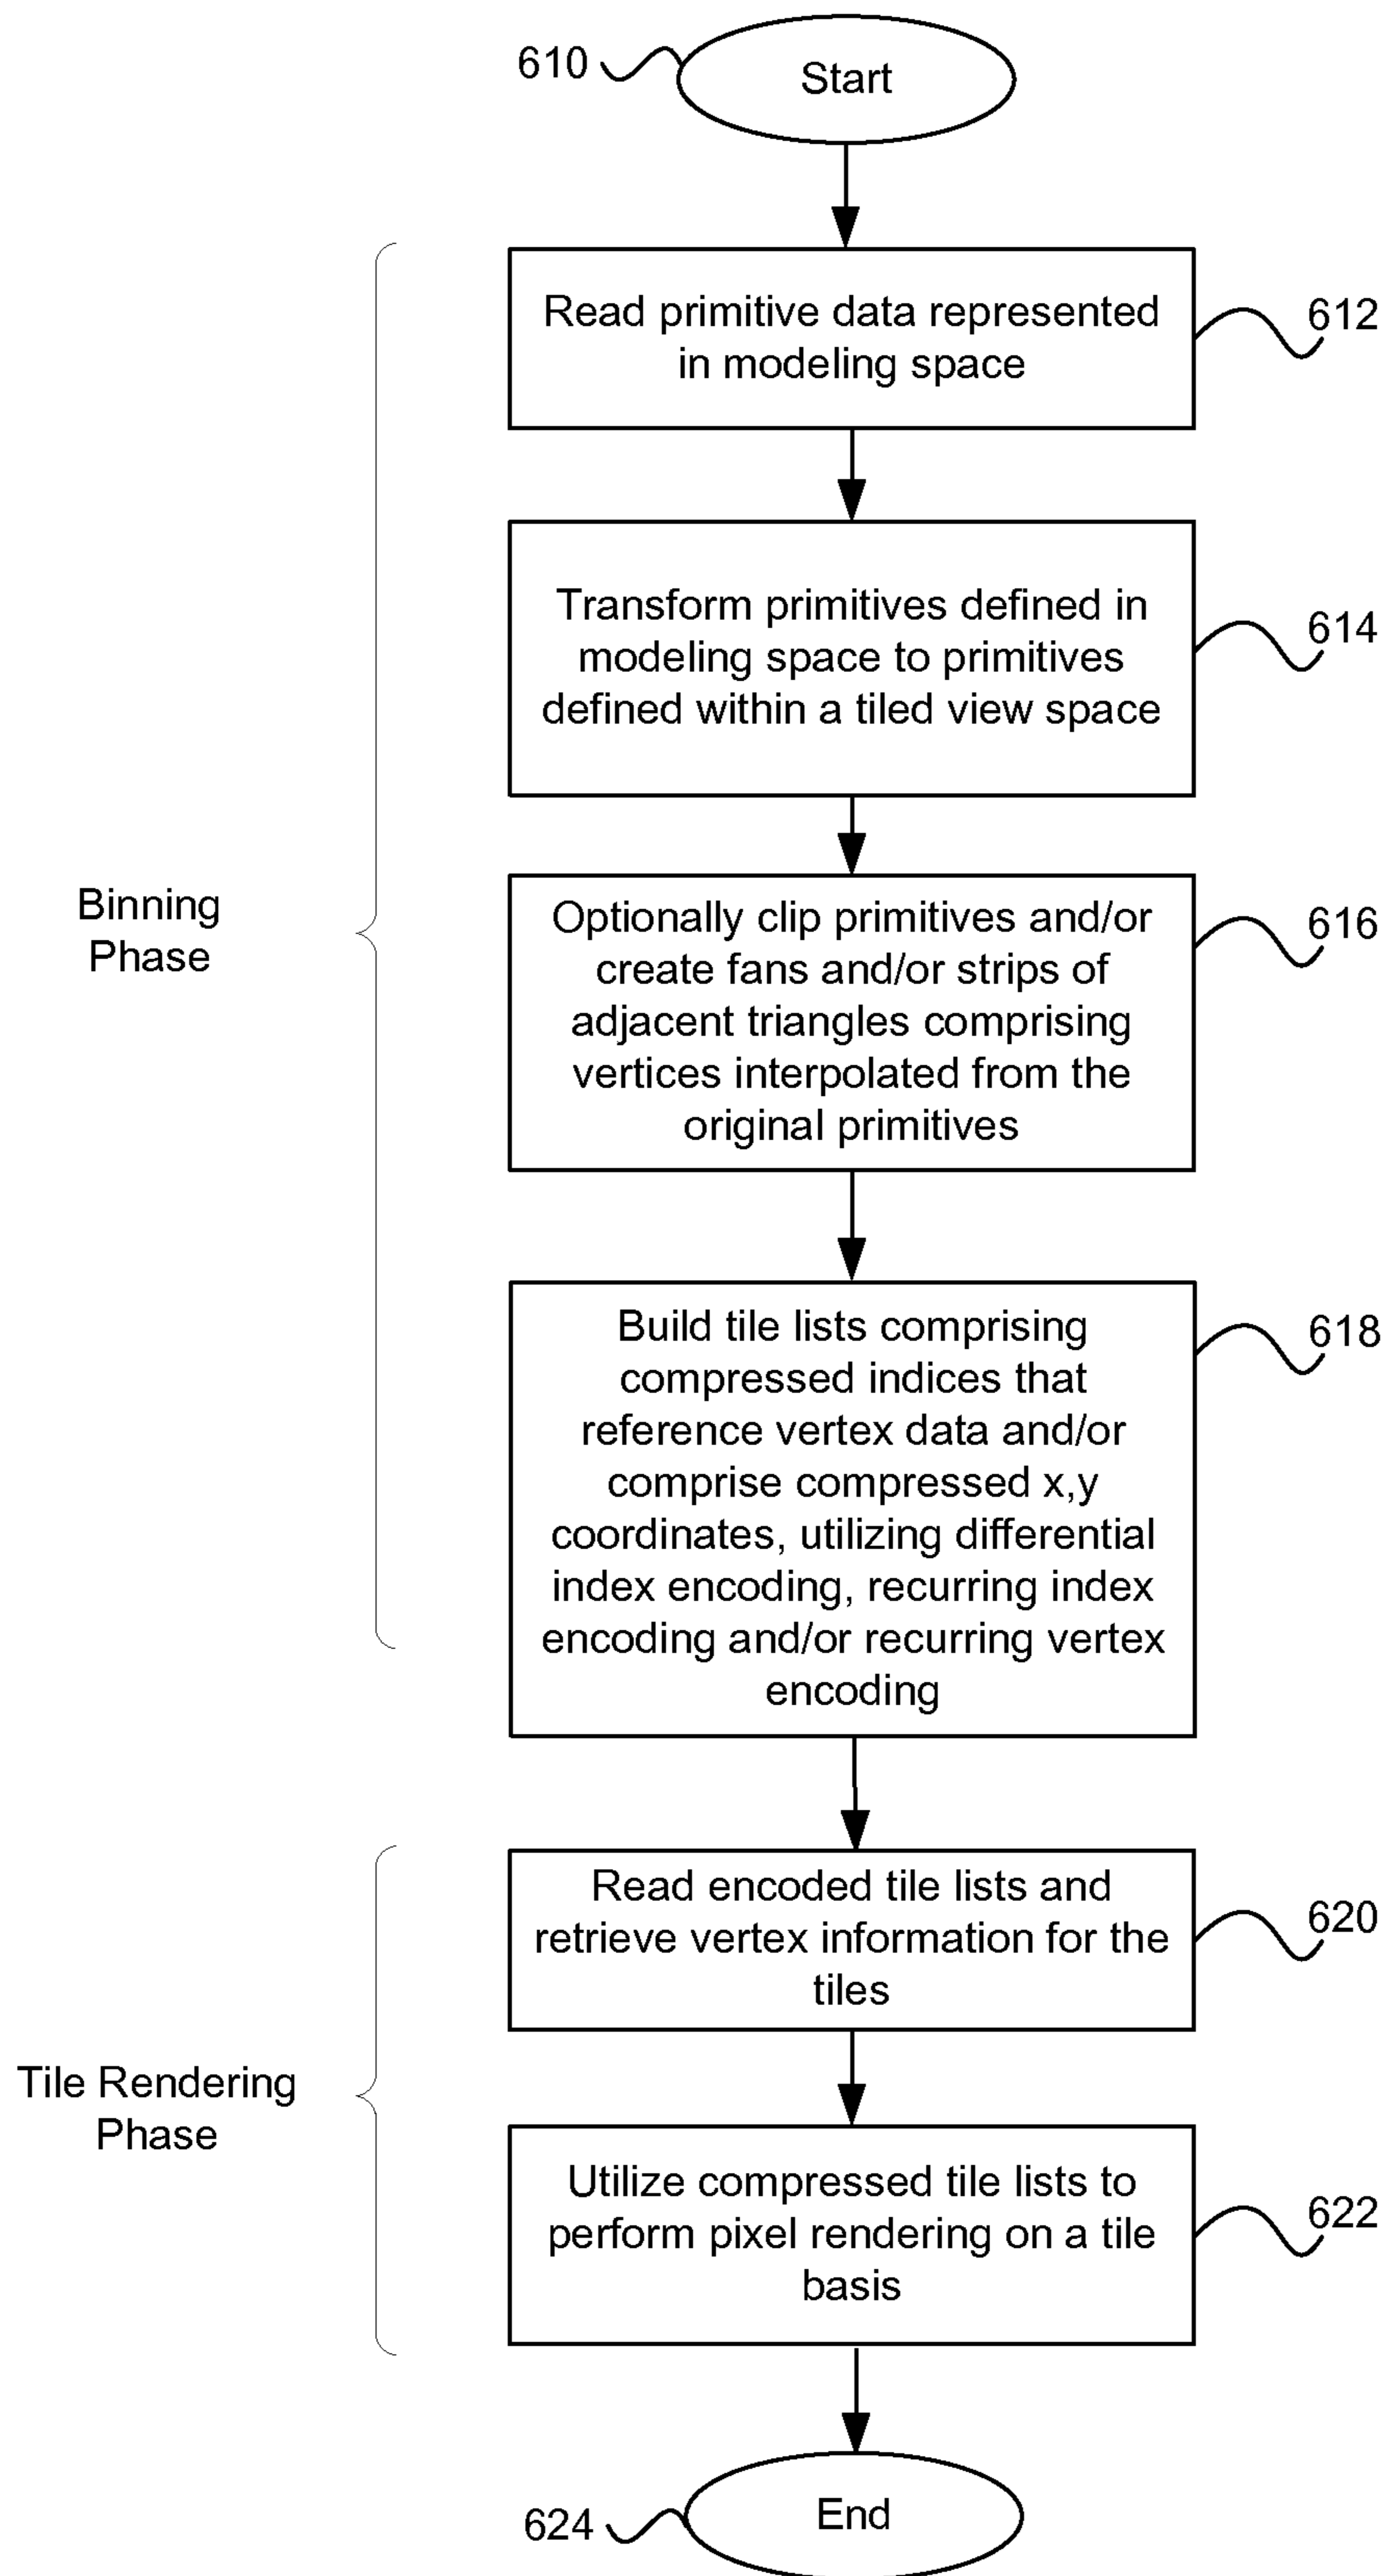 610
Start
Read primitive data represented
in modeling space
612
Transform primitives defined in
modeling space to primitives
defined within a tiled view space
614
Binning
Phase
Optionally clip primitives and/or
create fans and/or strips of
adjacent triangles comprising
vertices interpolated from the
original primitives
616
Build tile lists comprising
compressed indices that
reference vertex data and/or
comprise compressed x,y
coordinates, utilizing differential
index encoding, recurring index
encoding and/or recurring vertex
encoding
618
Read encoded tile lists and
retrieve vertex information for the
tiles
620
Tile Rendering
Phase
Utilize compressed tile lists to
perform pixel rendering on a tile
basis
622
624
End